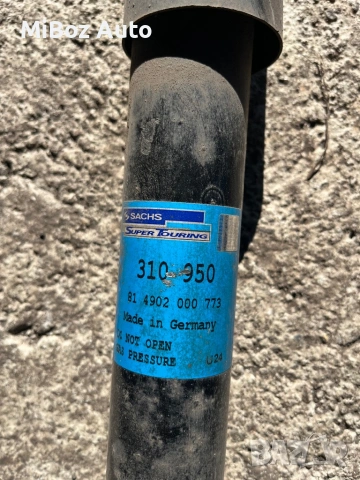 MiBoz Auto
SACHS
SUPER TOURING
310 950
81 4902 000 773
Made in Germany
DO NOT OPEN
GAS PRESSURE U24